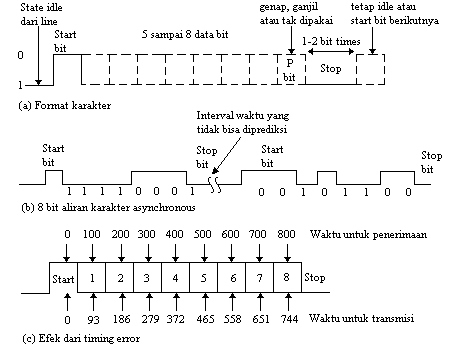 State idle
dari line
Start
bit
5 sampai 8 data bit
genap, ganjil
atau tak dipakai
tetap idle atau
start bit berikutnya
1-2 bit times
0
1
P
bit
Stop
(a) Format karakter
Interval waktu yang
tidak bisa diprediksi
Start
bit
Stop
bit
Start
bit
Stop
bit
1 1 1 1 0 0 0 1 0 0 1 0 1 1 0 0
(b) 8 bit aliran karakter asynchronous
0 100 200 300 400 500 600 700 800 Waktu untuk penerimaan
Start 1 2 3 4 5 6 7 8 Stop
0 93 186 279 372 465 558 651 744 Waktu untuk transmisi
(c) Efek dari timing error